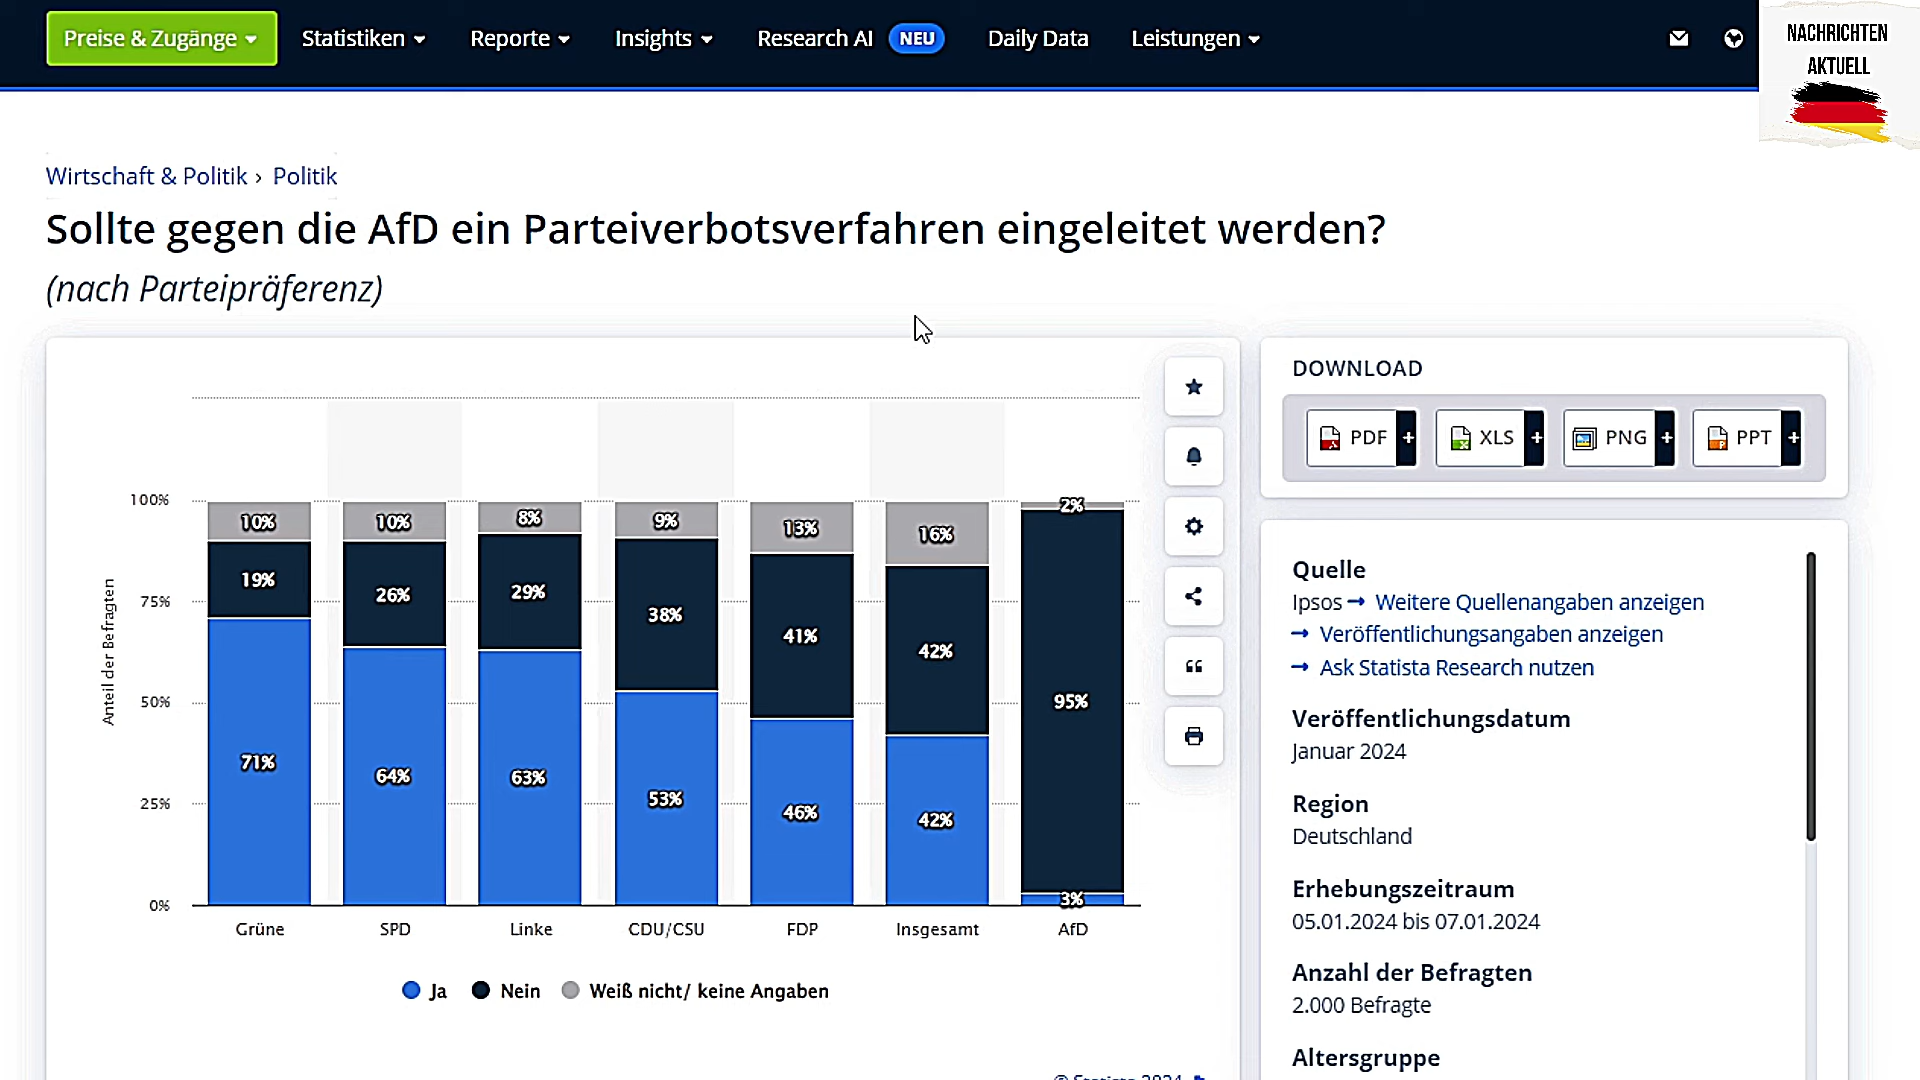 Preise & Zugänge
Statistiken
Reporte
Insights
Research AI NEU
Daily Data
Leistungen
NACHRICHTEN
AKTUELL
Wirtschaft & Politik › Politik
Sollte gegen die AfD ein Parteiverbotsverfahren eingeleitet werden?
(nach Parteipräferenz)
Anteil der Befragten
100%
75%
50%
25%
0%
10% 10% 8% 9% 13% 16% 2%
19% 26% 29% 38% 41% 42% 95%
71% 64% 63% 53% 46% 42% 3%
Grüne SPD Linke CDU/CSU FDP Insgesamt AfD
Ja Nein Weiß nicht/ keine Angaben
© Statista 2024
DOWNLOAD
PDF + XLS + PNG + PPT +
Quelle
Ipsos → Weitere Quellenangaben anzeigen
→ Veröffentlichungsangaben anzeigen
→ Ask Statista Research nutzen
Veröffentlichungsdatum
Januar 2024
Region
Deutschland
Erhebungszeitraum
05.01.2024 bis 07.01.2024
Anzahl der Befragten
2.000 Befragte
Altersgruppe